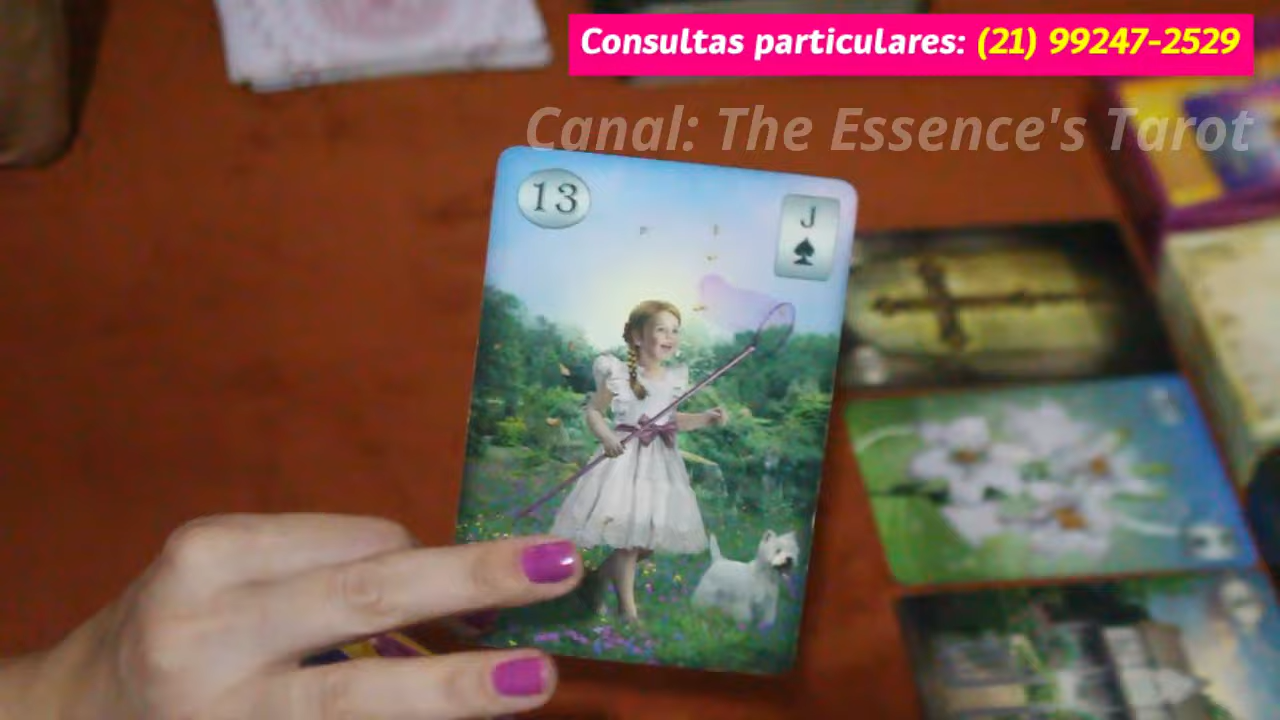 Consultas particulares: (21) 99247-2529
Canal: The Essence's Tarot
13
J